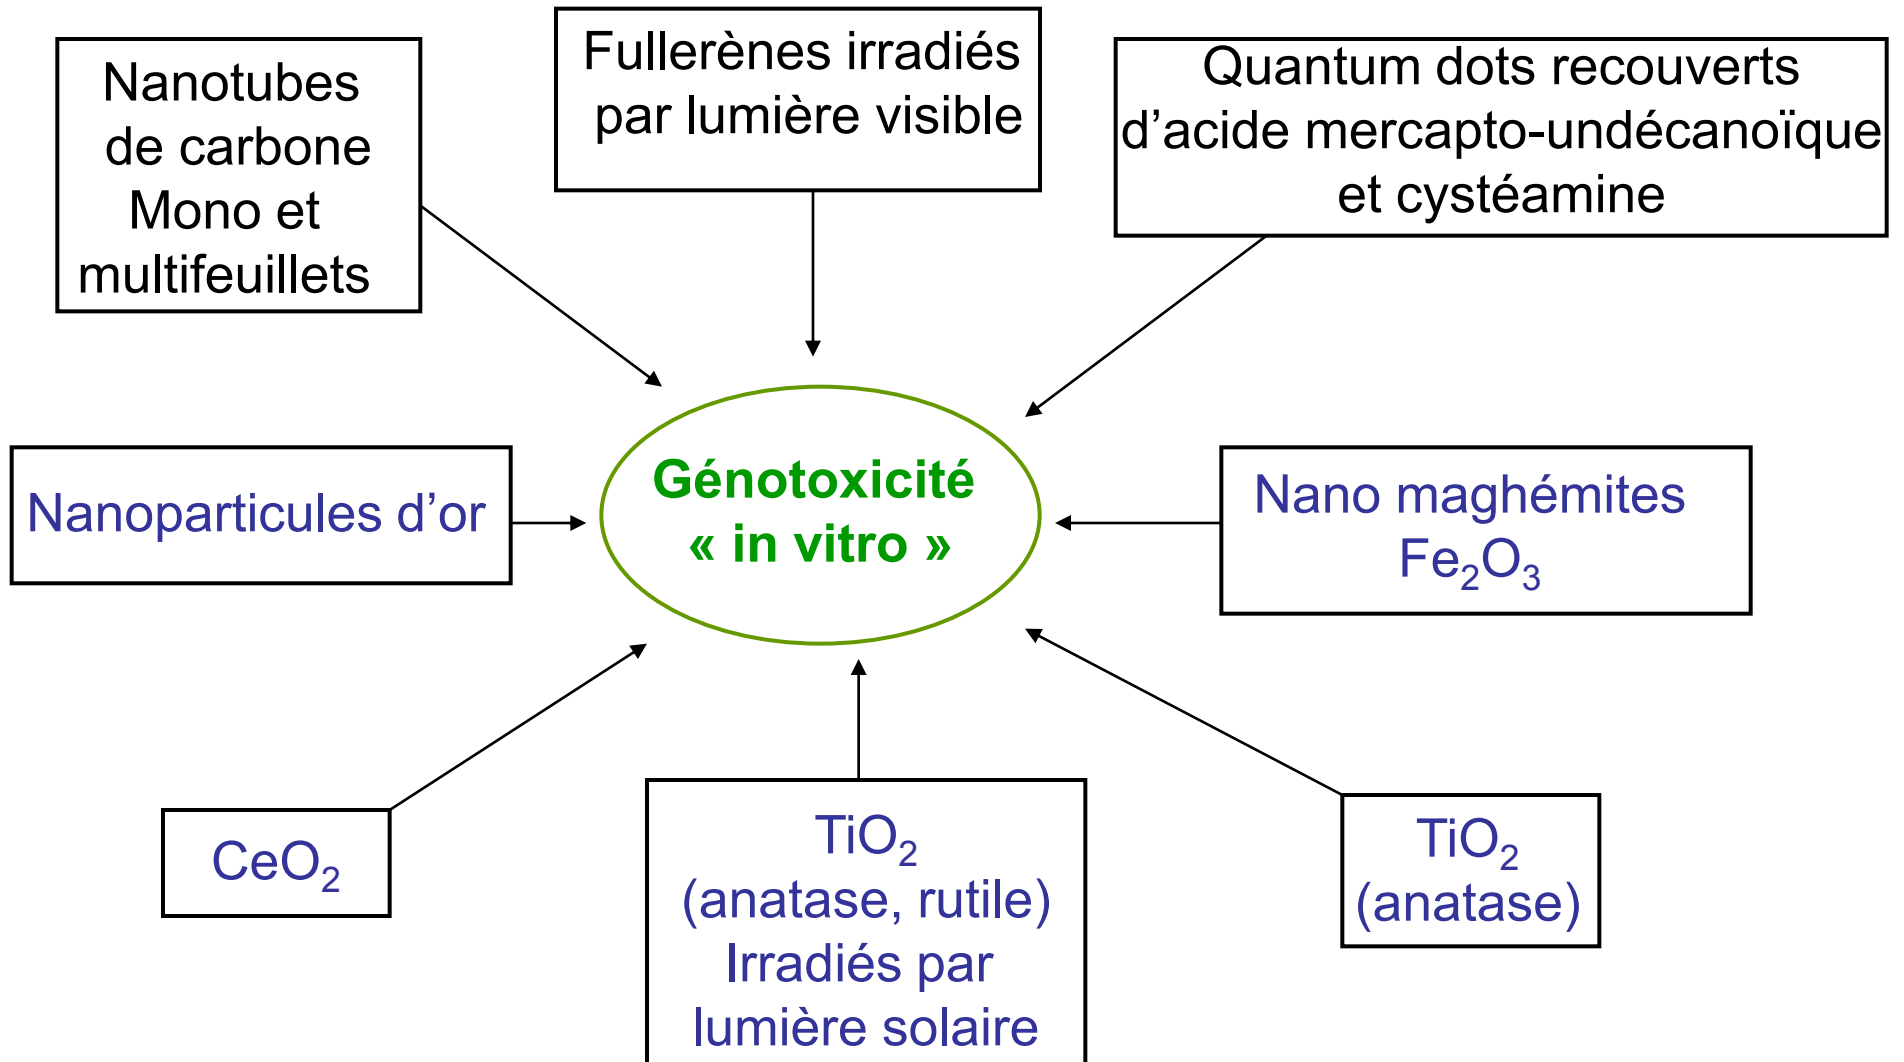 Nanotubes
de carbone
Mono et
multifeuillets
Fullerènes irradiés
par lumière visible
Quantum dots recouverts
d’acide mercapto-undécanoïque
et cystéamine
Nanoparticules d’or
Génotoxicité
« in vitro »
Nano maghémites
Fe₂O₃
CeO₂
TiO₂
(anatase, rutile)
Irradiés par
lumière solaire
TiO₂
(anatase)